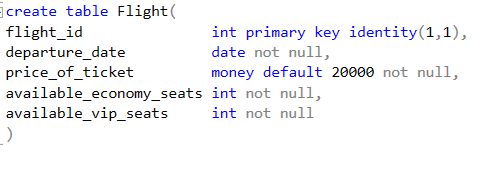 create table Flight(
flight_id int primary key identity(1,1),
departure_date date not null,
price_of_ticket money default 20000 not null,
available_economy_seats int not null,
available_vip_seats int not null
)